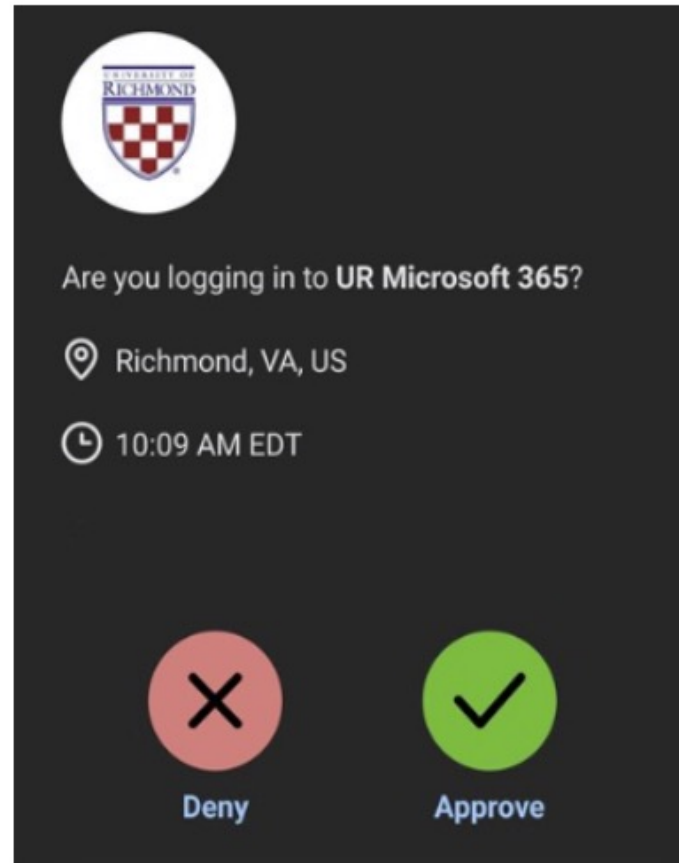 UNIVERSITY OF
RICHMOND
Are you logging in to UR Microsoft 365?
Richmond, VA, US
10:09 AM EDT
Deny
Approve